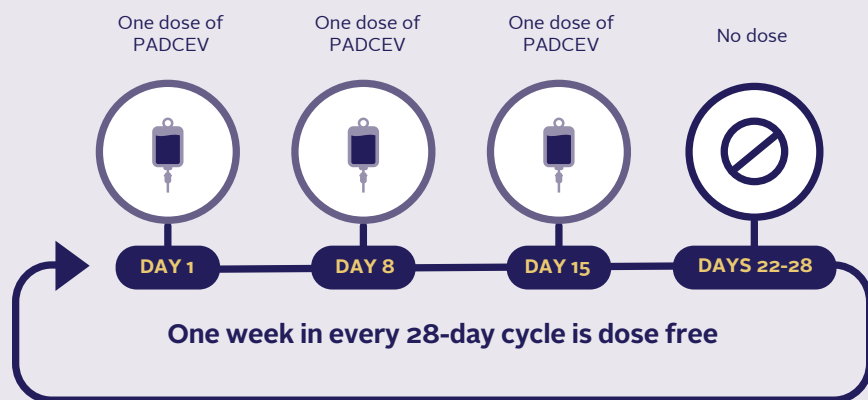 One dose of
PADCEV
One dose of
PADCEV
One dose of
PADCEV
No dose
DAY 1
DAY 8
DAY 15
DAYS 22-28
One week in every 28-day cycle is dose free